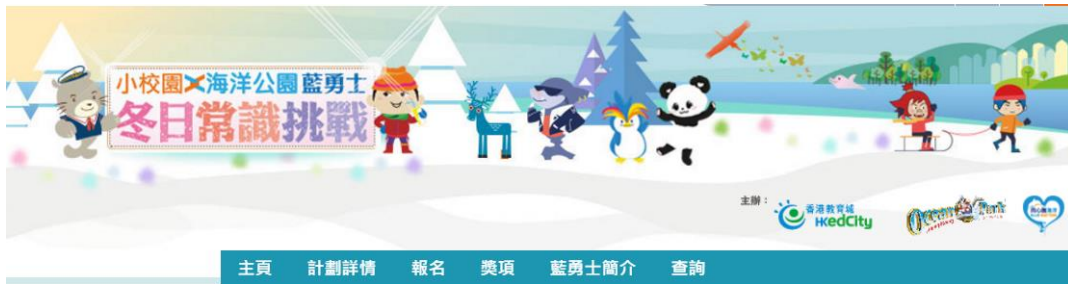 小校園×海洋公園藍勇士
冬日常識挑戰
主辦：
香港教育城
HKedCity
Ocean Park
主頁 計劃詳情 報名 獎項 藍勇士簡介 查詢